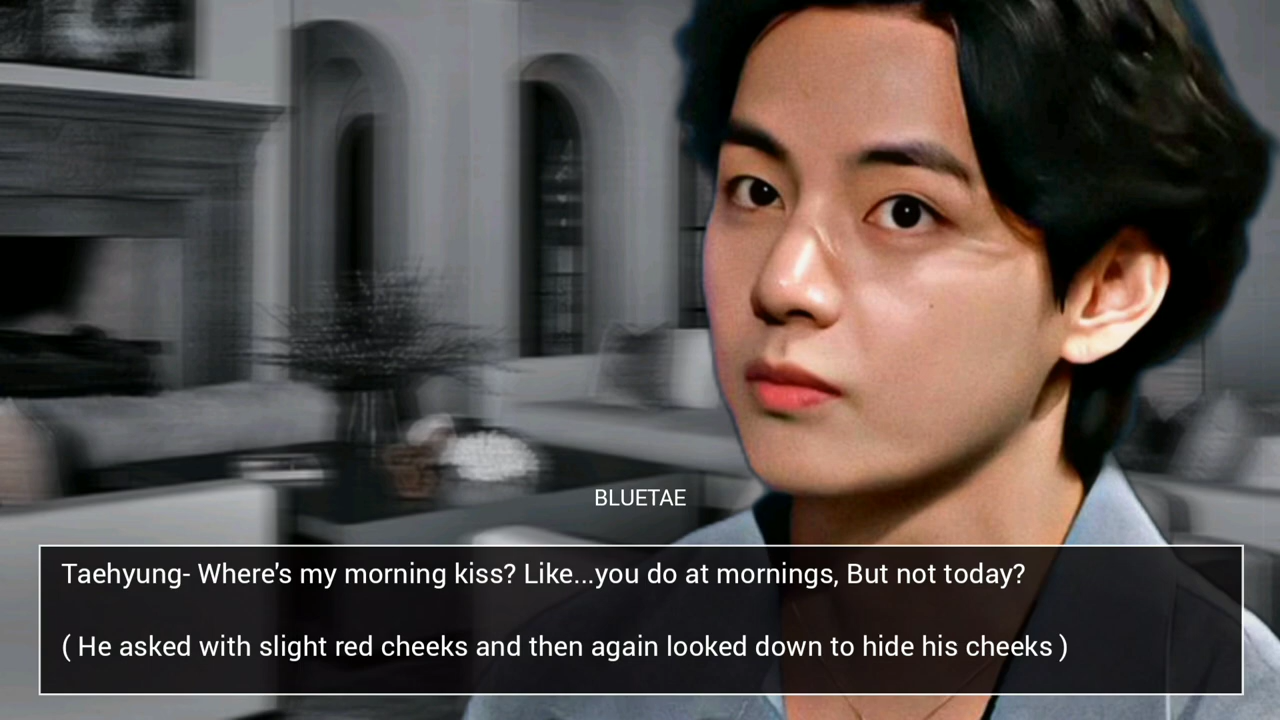 BLUETAE
Taehyung- Where's my morning kiss? Like...you do at mornings, But not today?
( He asked with slight red cheeks and then again looked down to hide his cheeks )